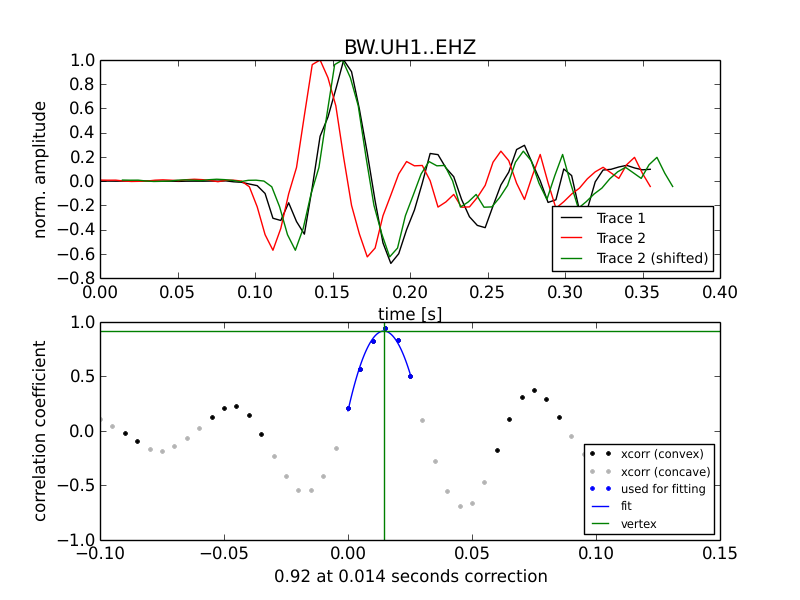 BW.UH1..EHZ
norm. amplitude
1.0
0.8
0.6
0.4
0.2
0.0
−0.2
−0.4
−0.6
−0.8
Trace 1
Trace 2
Trace 2 (shifted)
0.00 0.05 0.10 0.15 0.20 0.25 0.30 0.35 0.40
time [s]
correlation coefficient
1.0
0.5
0.0
−0.5
−1.0
xcorr (convex)
xcorr (concave)
used for fitting
fit
vertex
−0.10 −0.05 0.00 0.05 0.10 0.15
0.92 at 0.014 seconds correction